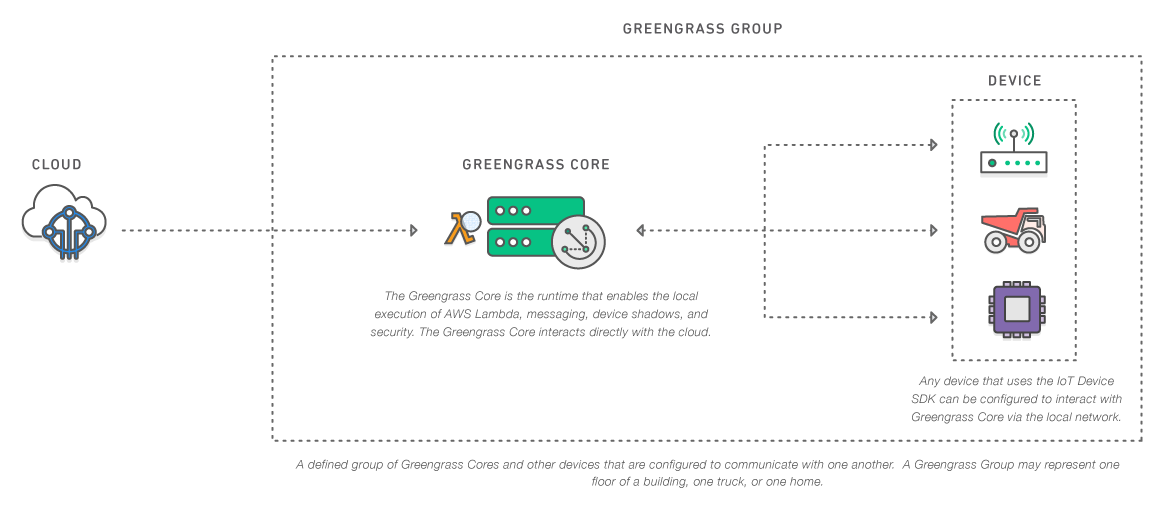 GREENGRASS GROUP
DEVICE
CLOUD
GREENGRASS CORE
The Greengrass Core is the runtime that enables the local
execution of AWS Lambda, messaging, device shadows, and
security. The Greengrass Core interacts directly with the cloud.
Any device that uses the IoT Device
SDK can be configured to interact with
Greengrass Core via the local network.
A defined group of Greengrass Cores and other devices that are configured to communicate with one another. A Greengrass Group may represent one
floor of a building, one truck, or one home.